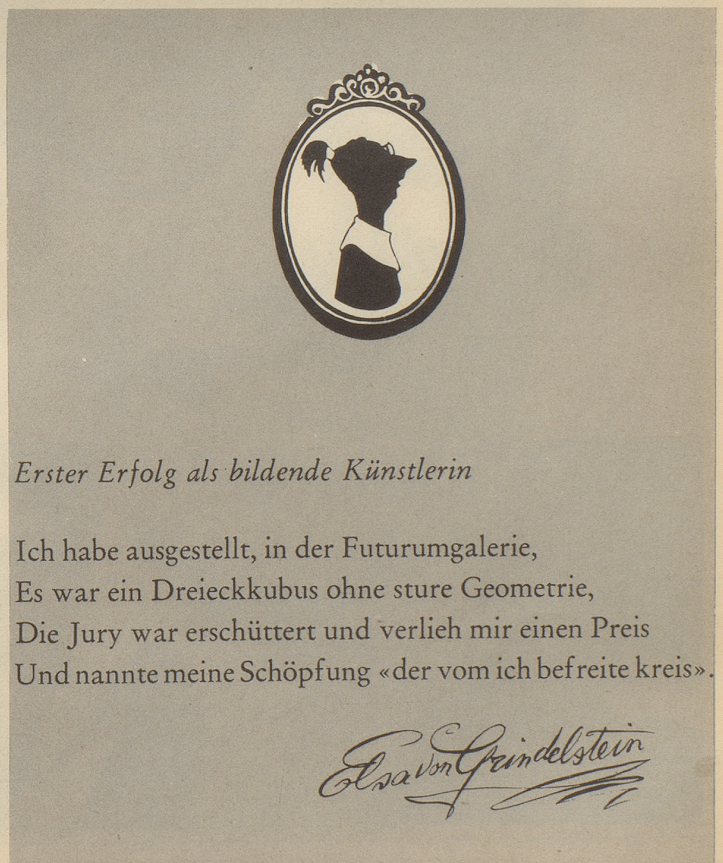 Erster Erfolg als bildende Künstlerin
Ich habe ausgestellt, in der Futurumgalerie,
Es war ein Dreieckkubus ohne sture Geometrie,
Die Jury war erschüttert und verlieh mir einen Preis
Und nannte meine Schöpfung «der vom ich befreite kreis».
Elsa von Grindelstein